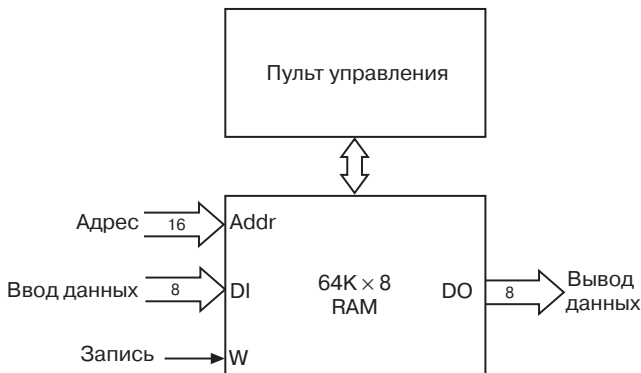 Пульт управления
Адрес
16
Addr
Ввод данных
8
DI
64K × 8
RAM
DO
8
Вывод
данных
Запись
W